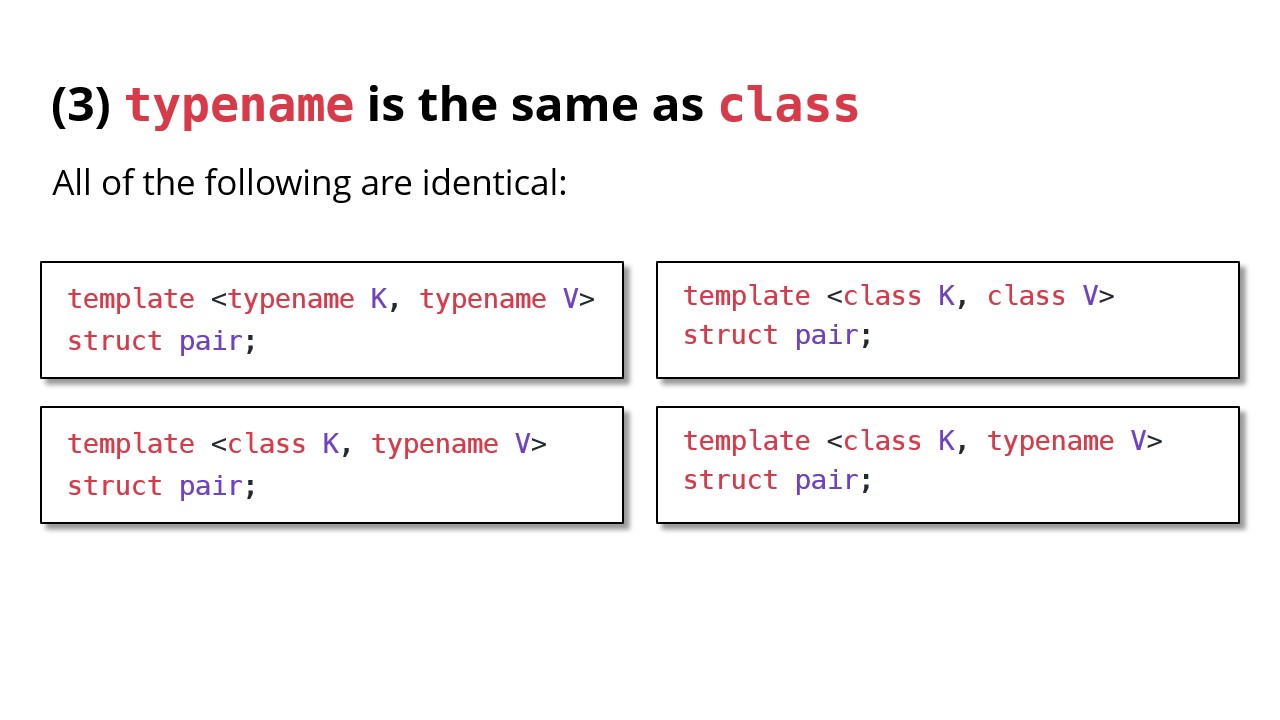 (3) typename is the same as class
All of the following are identical:
template <typename K, typename V>
struct pair;
template <class K, class V>
struct pair;
template <class K, typename V>
struct pair;
template <class K, typename V>
struct pair;